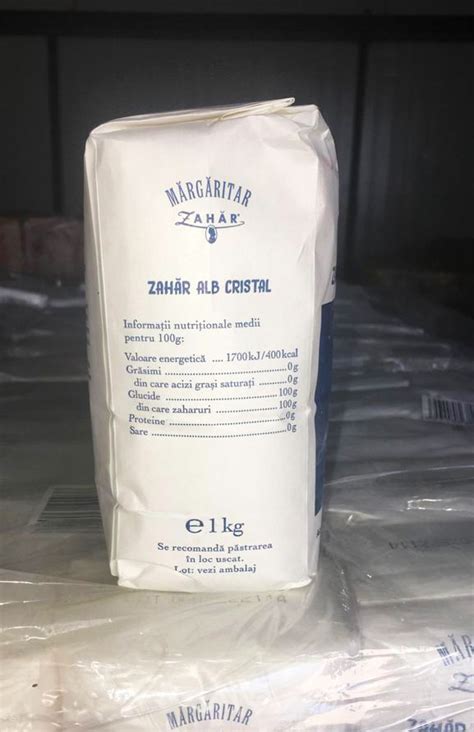 MĂRGĂRITAR
ZAHĂR
ZAHĂR ALB CRISTAL
Informații nutriționale medii
pentru 100g:
Valoare energetică .... 1700kJ/400kcal
Grăsimi ........................................ 0g
din care acizi grași saturați .......... 0g
Glucide ........................................ 100g
din care zaharuri .......................... 100g
Proteine ....................................... 0g
Sare .............................................. 0g
℮ 1 kg
Se recomandă păstrarea
în loc uscat.
Lot: vezi ambalaj
MĂRGĂRITAR